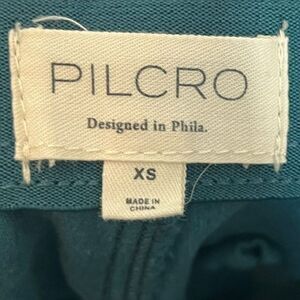 PILCRO
Designed in Phila.
XS
MADE IN
CHINA